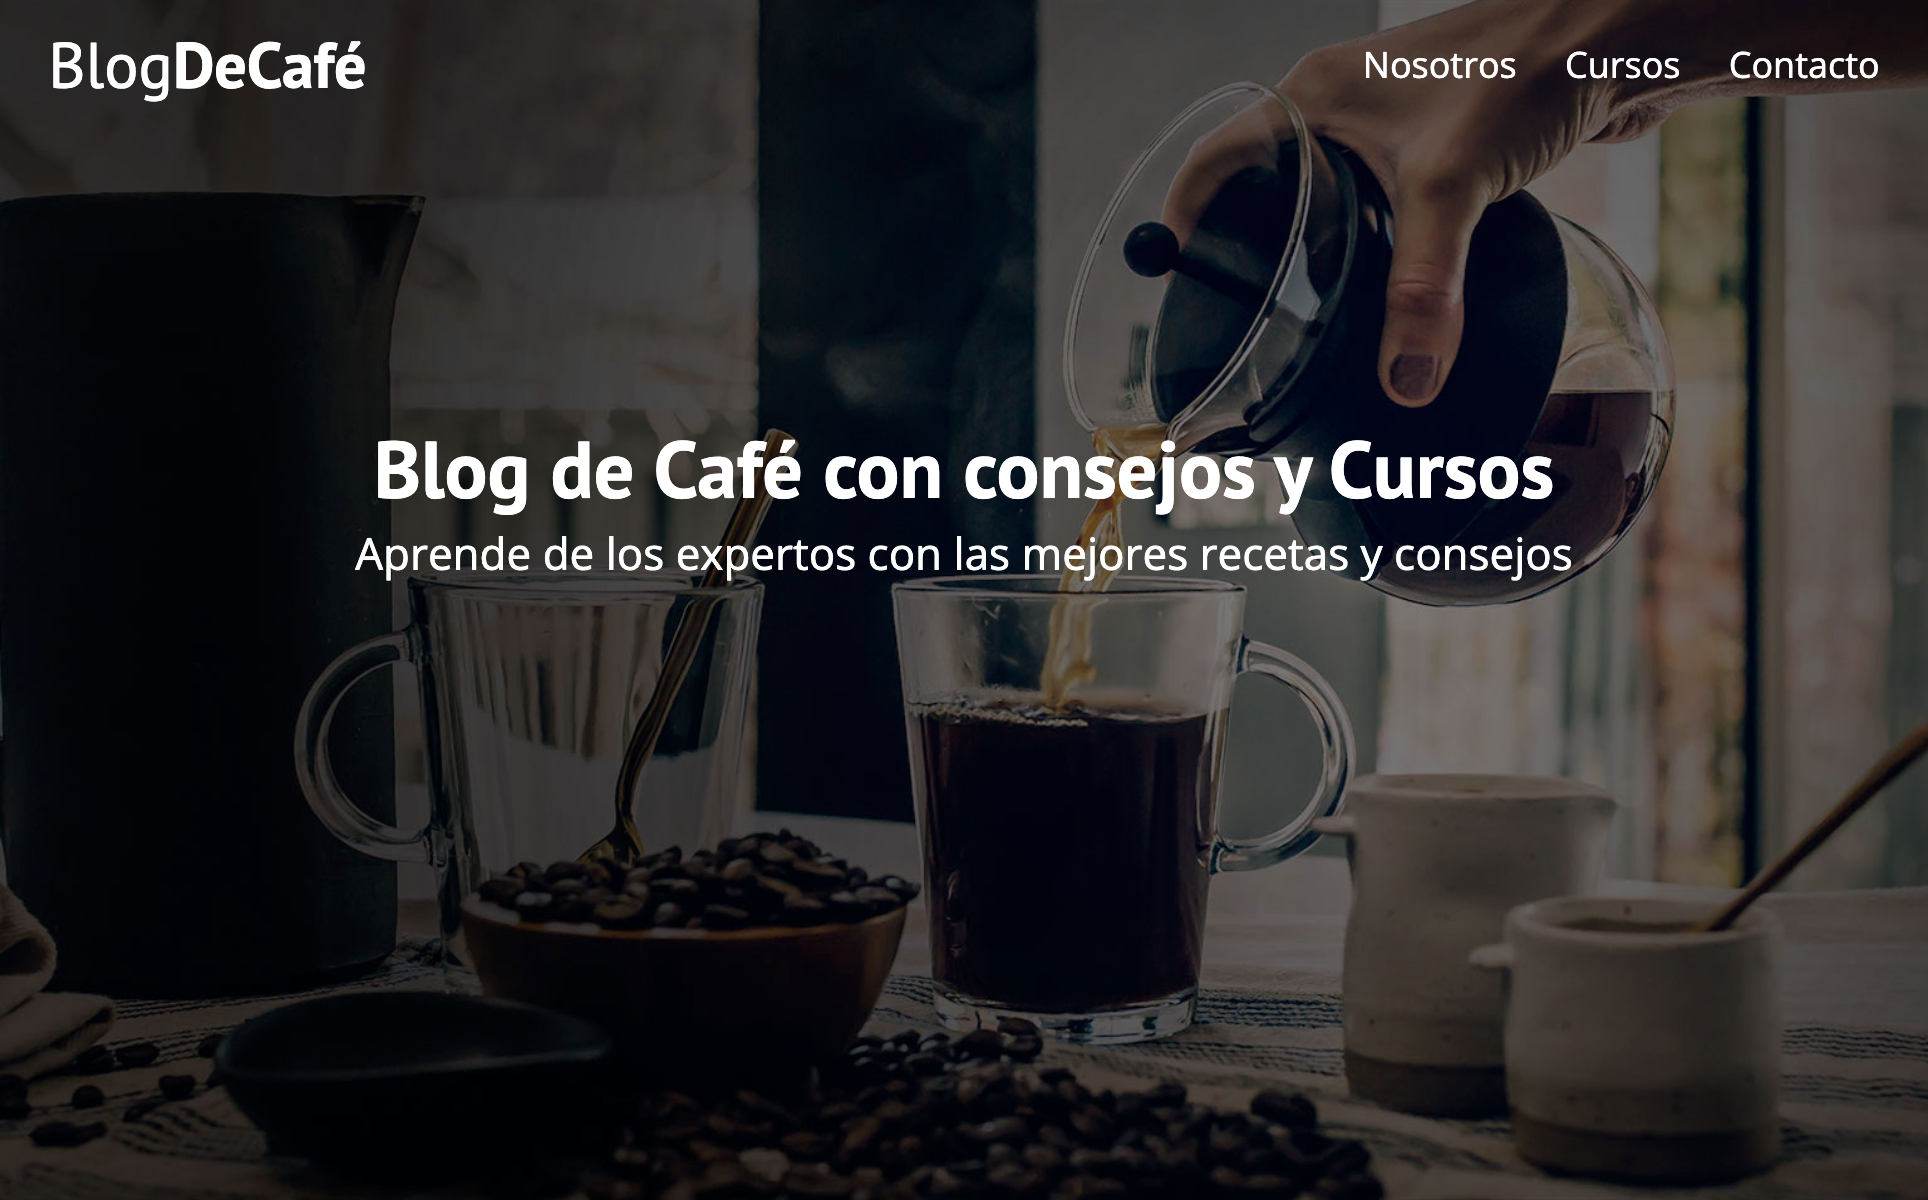 BlogDeCafé
Nosotros Cursos Contacto
Blog de Café con consejos y Cursos
Aprende de los expertos con las mejores recetas y consejos